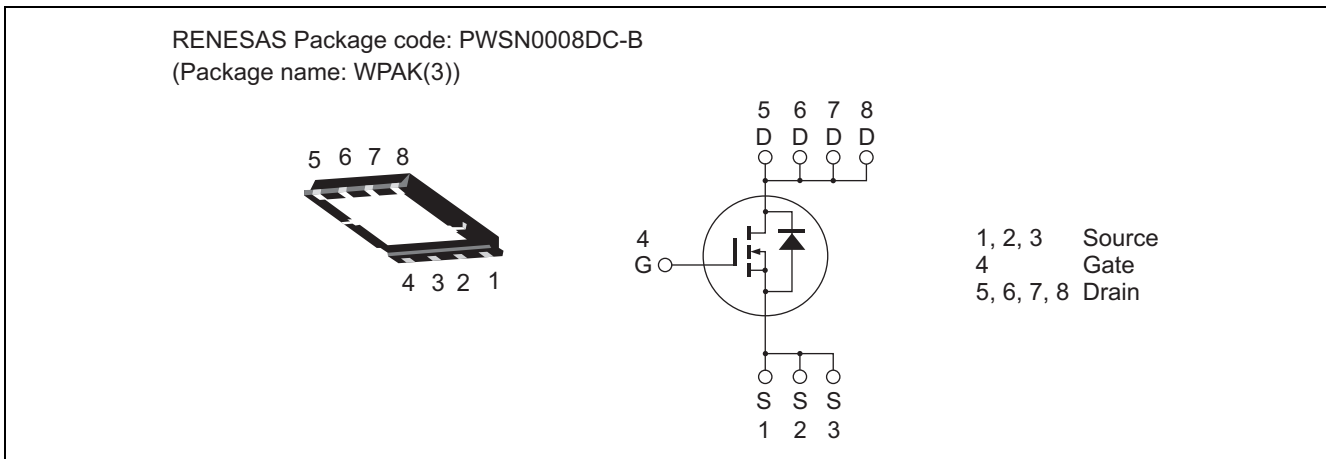 RENESAS Package code: PWSN0008DC-B
(Package name: WPAK(3))
5 6 7 8
4 3 2 1
5 6 7 8
D D D D
4
G
S S S
1 2 3
1, 2, 3 Source
4 Gate
5, 6, 7, 8 Drain